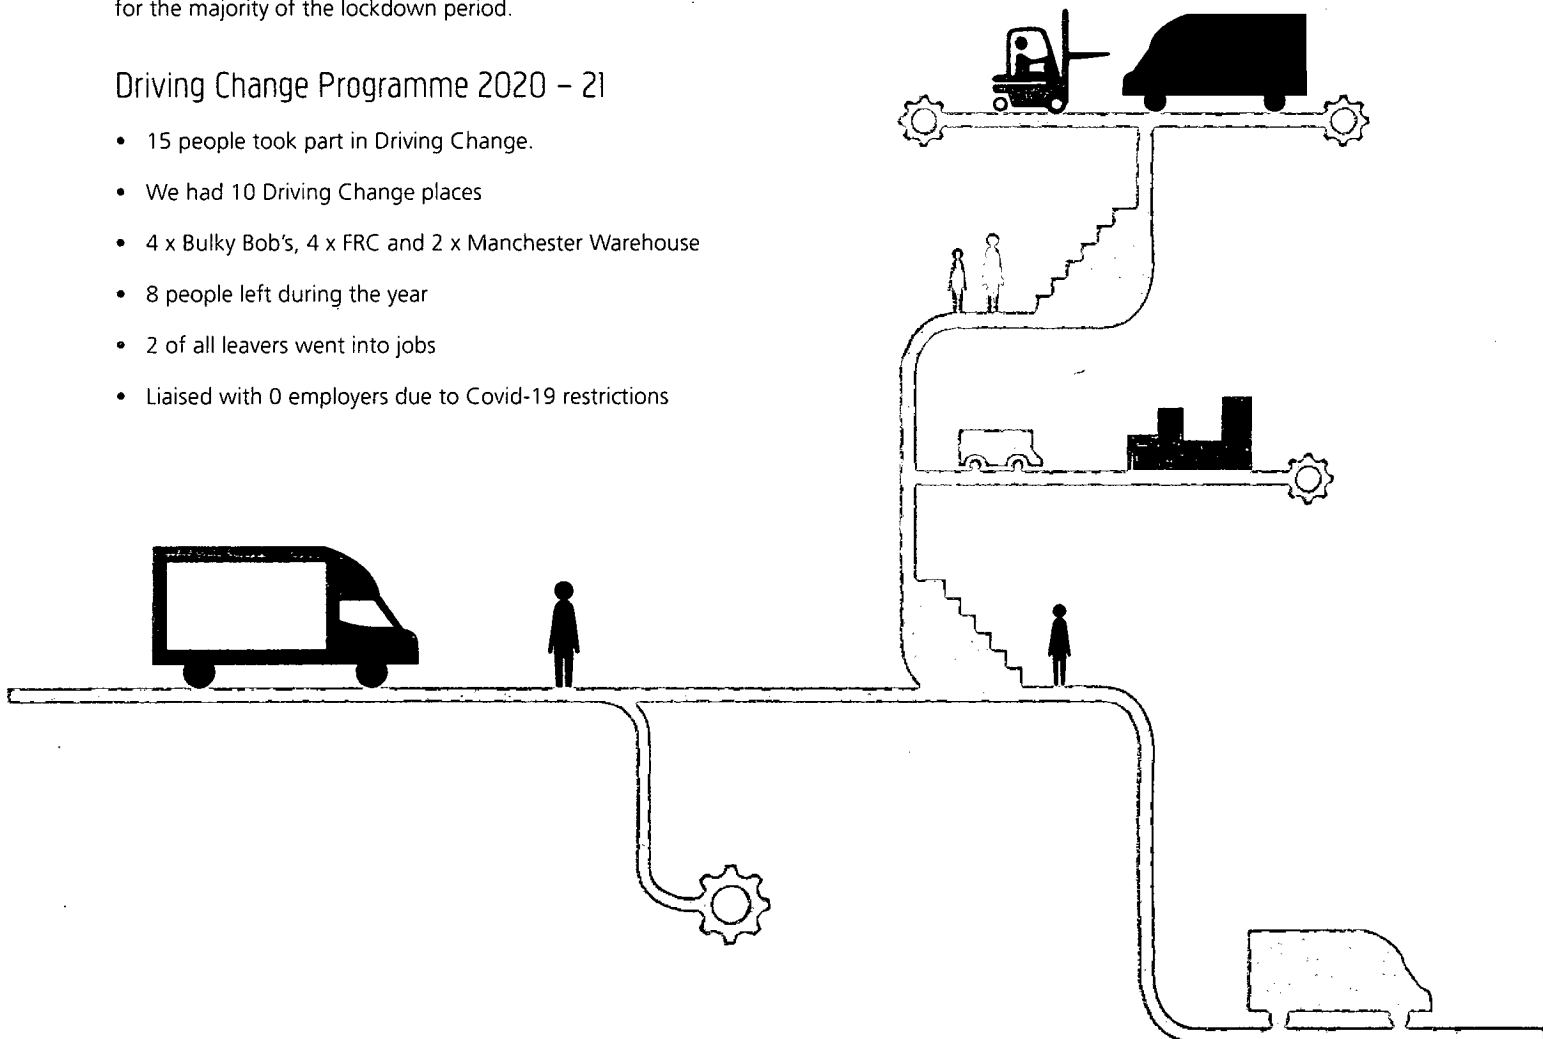 for the majority of the lockdown period.
Driving Change Programme 2020 – 21
• 15 people took part in Driving Change.
• We had 10 Driving Change places
• 4 x Bulky Bob's, 4 x FRC and 2 x Manchester Warehouse
• 8 people left during the year
• 2 of all leavers went into jobs
• Liaised with 0 employers due to Covid-19 restrictions